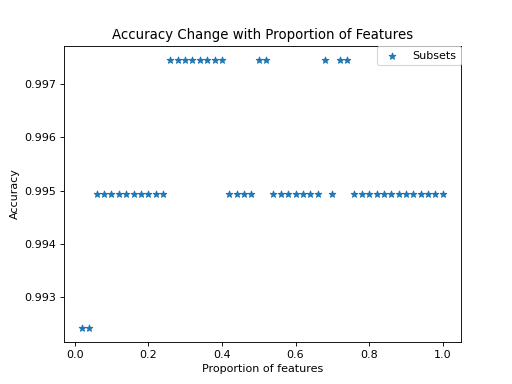 Accuracy Change with Proportion of Features
Subsets
Accuracy
0.997
0.996
0.995
0.994
0.993
0.0 0.2 0.4 0.6 0.8 1.0
Proportion of features